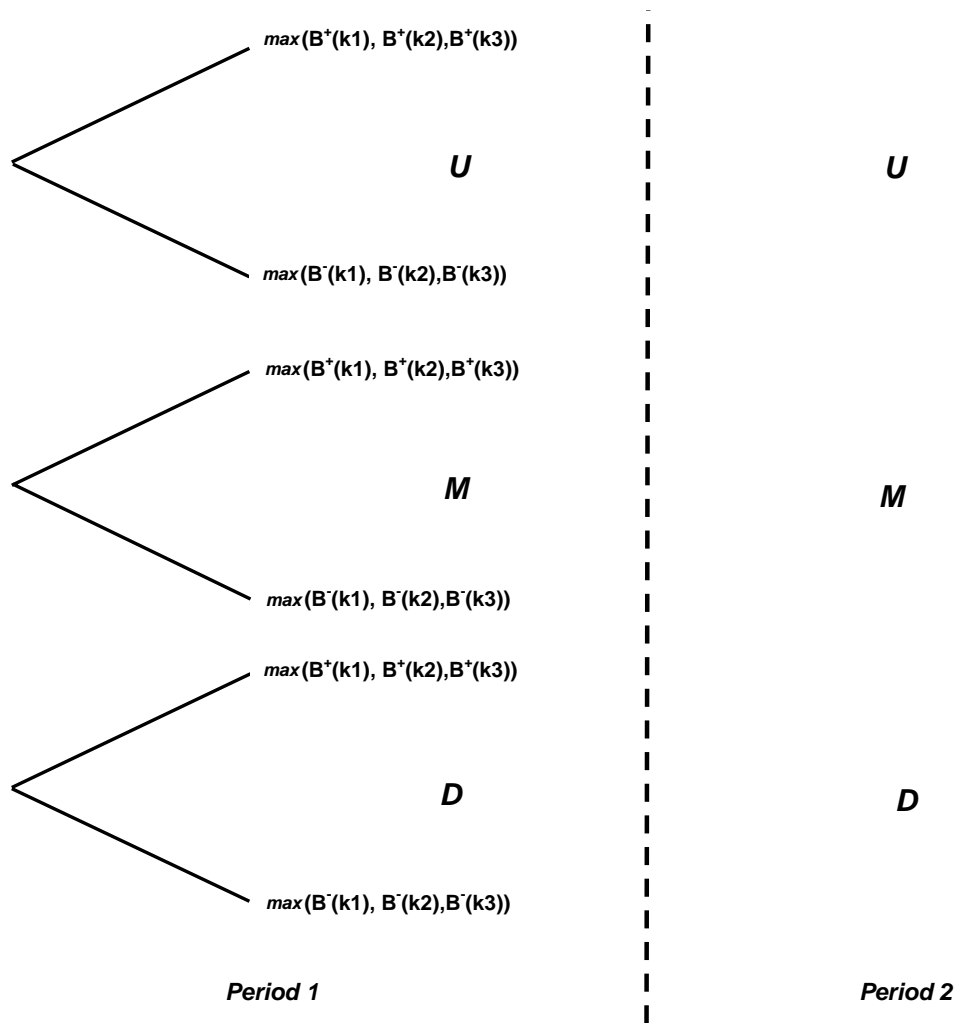 max(B⁺(k1), B⁺(k2),B⁺(k3))
U U
max(B⁻(k1), B⁻(k2),B⁻(k3))
max(B⁺(k1), B⁺(k2),B⁺(k3))
M M
max(B⁻(k1), B⁻(k2),B⁻(k3))
max(B⁺(k1), B⁺(k2),B⁺(k3))
D D
max(B⁻(k1), B⁻(k2),B⁻(k3))
Period 1 Period 2